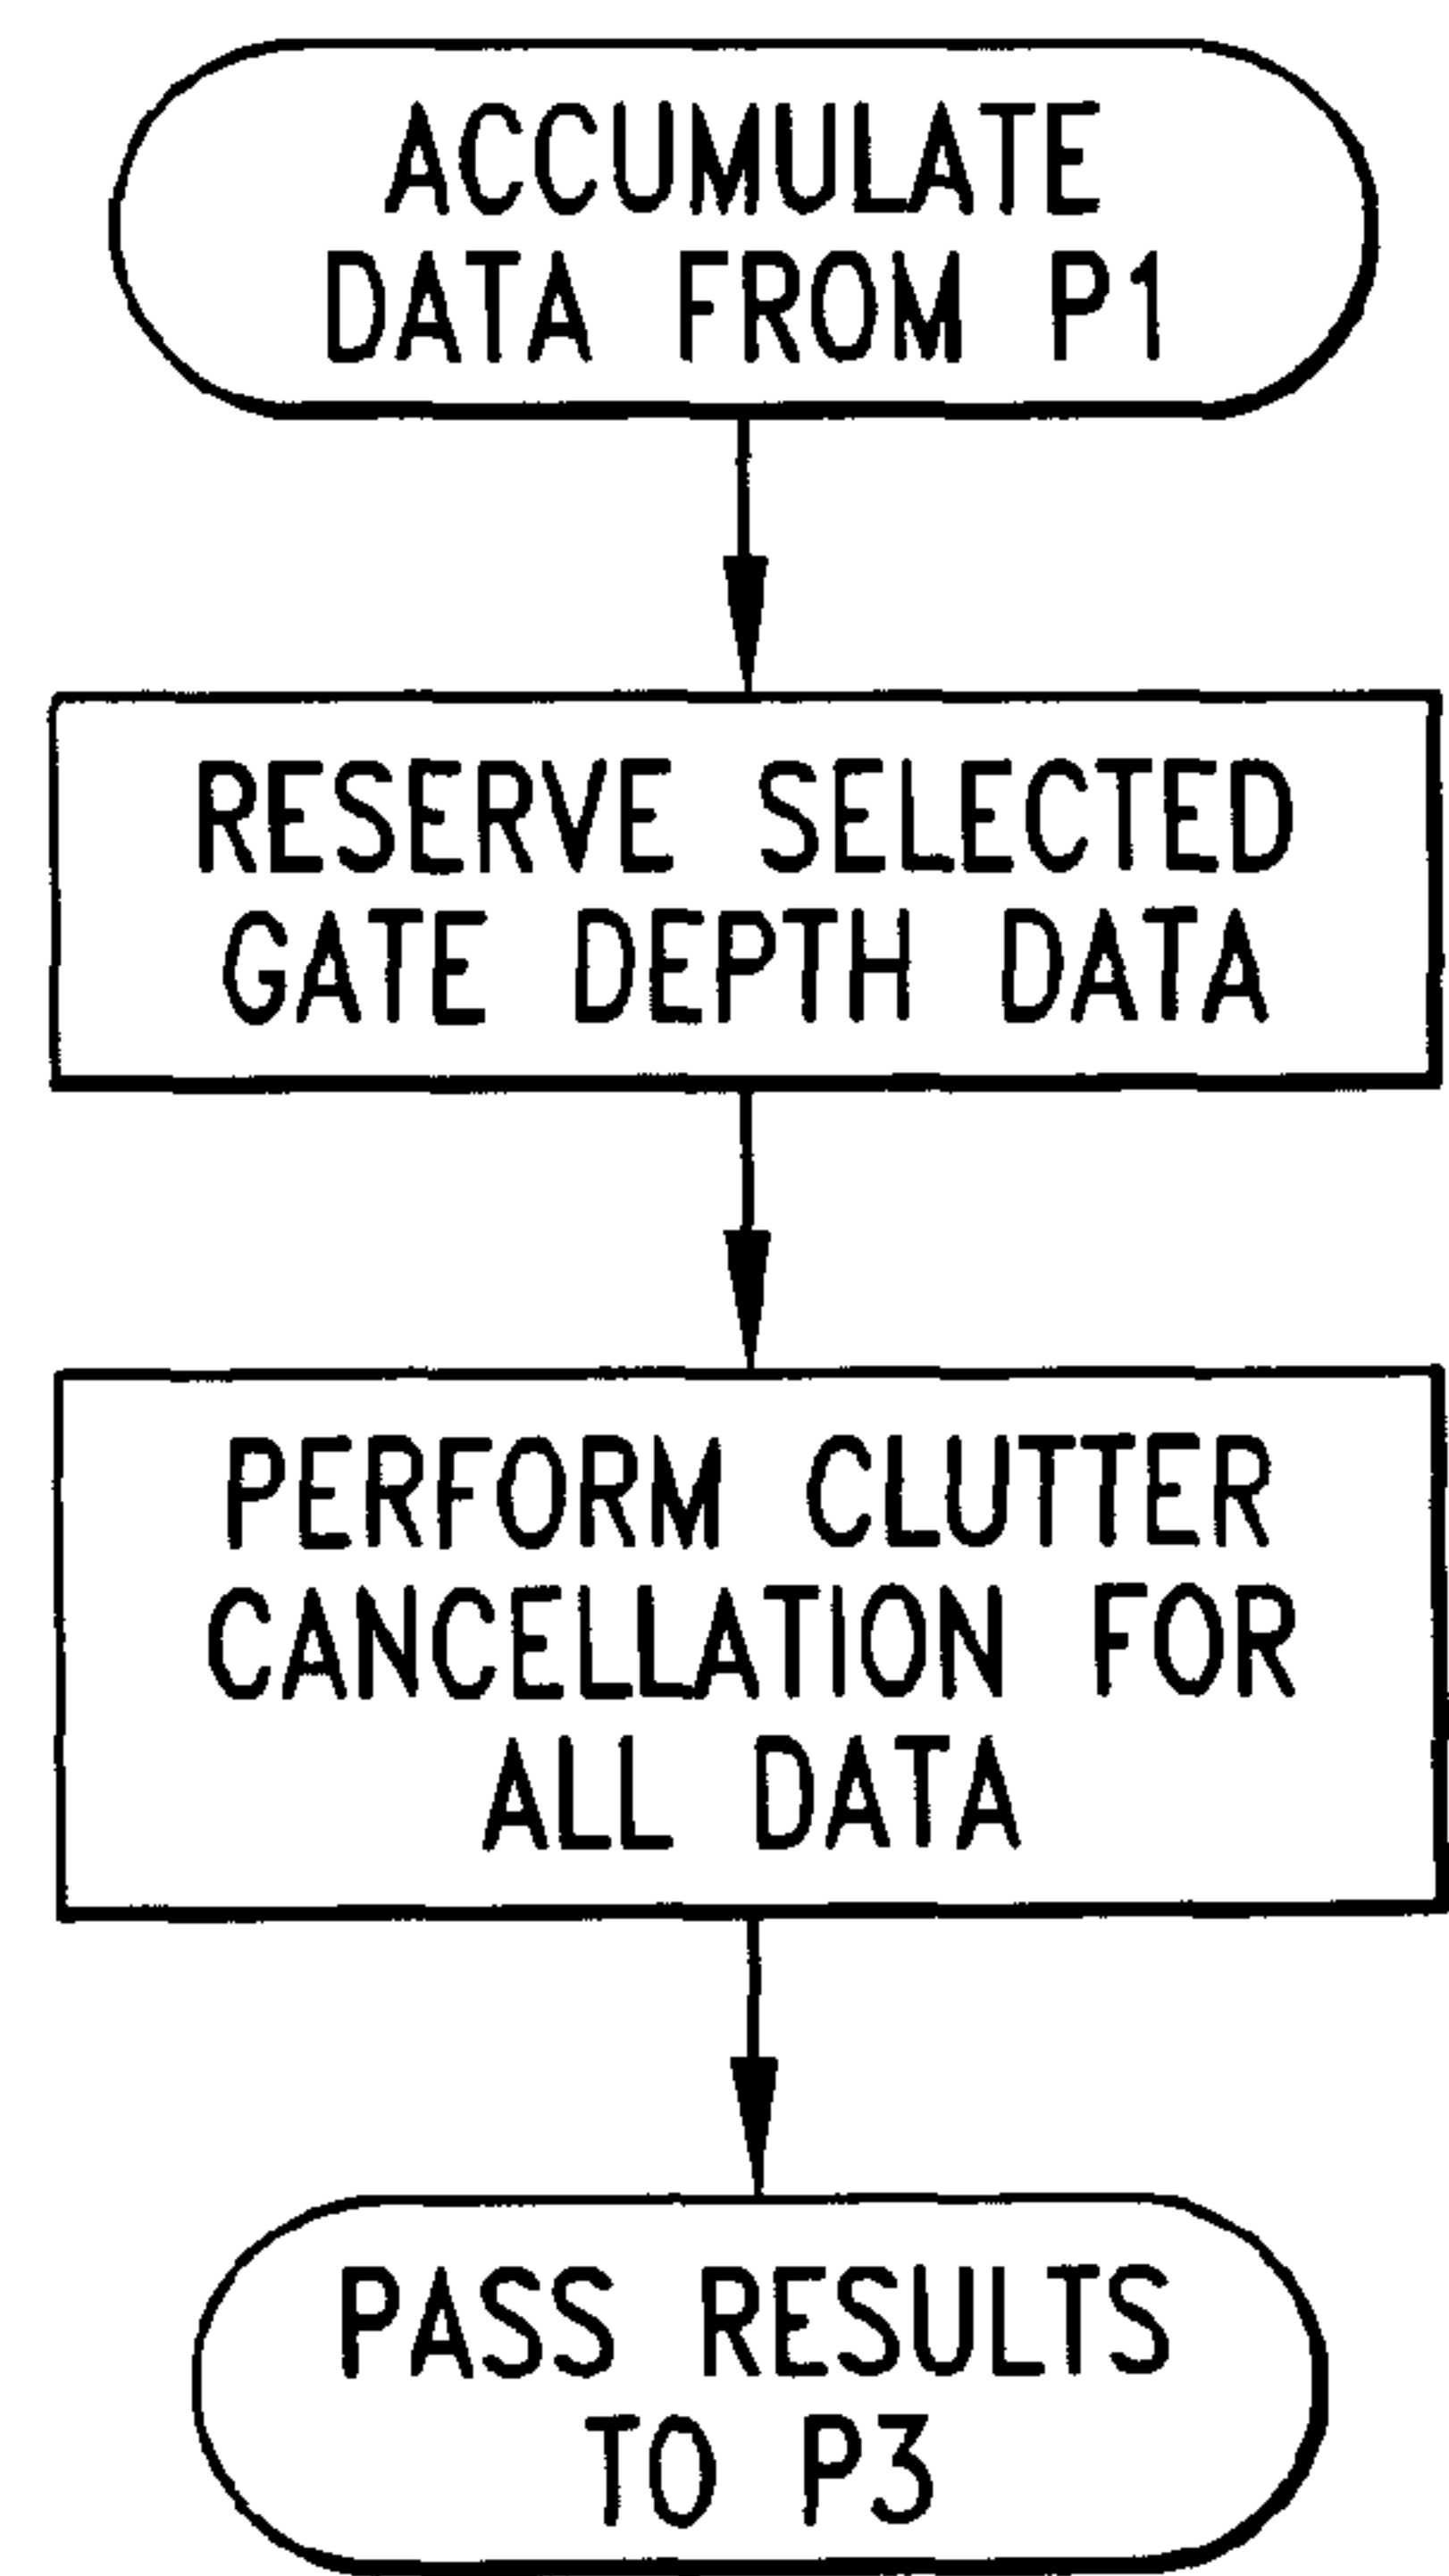 ACCUMULATE
DATA FROM P1
RESERVE SELECTED
GATE DEPTH DATA
PERFORM CLUTTER
CANCELLATION FOR
ALL DATA
PASS RESULTS
TO P3